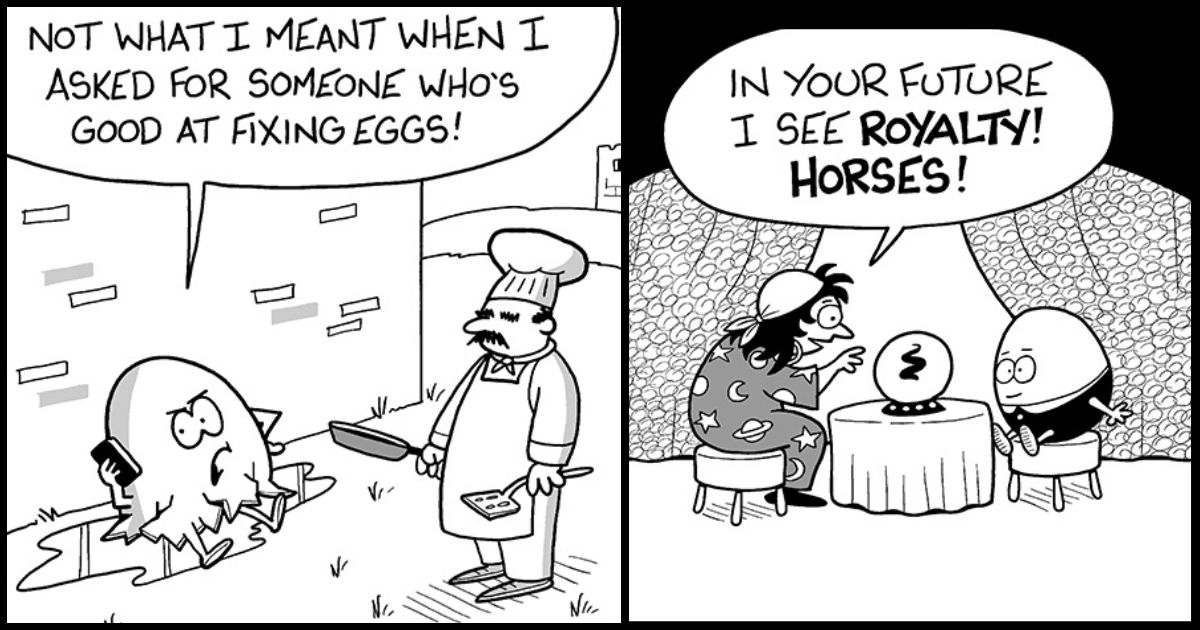 NOT WHAT I MEANT WHEN I
ASKED FOR SOMEONE WHO'S
GOOD AT FIXING EGGS!
IN YOUR FUTURE
I SEE ROYALTY!
HORSES!